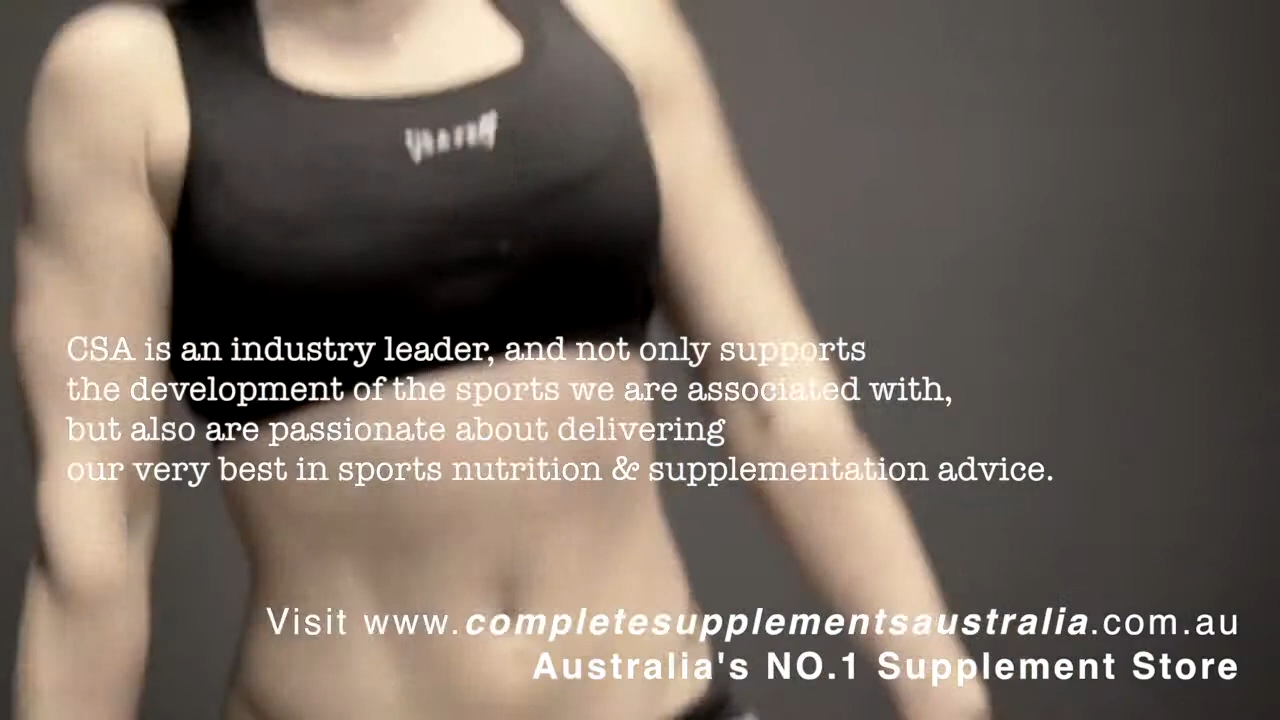 CSA is an industry leader, and not only supports
the development of the sports we are associated with,
but also are passionate about delivering
our very best in sports nutrition & supplementation advice.
Visit www.completesupplementsaustralia.com.au
Australia's NO.1 Supplement Store